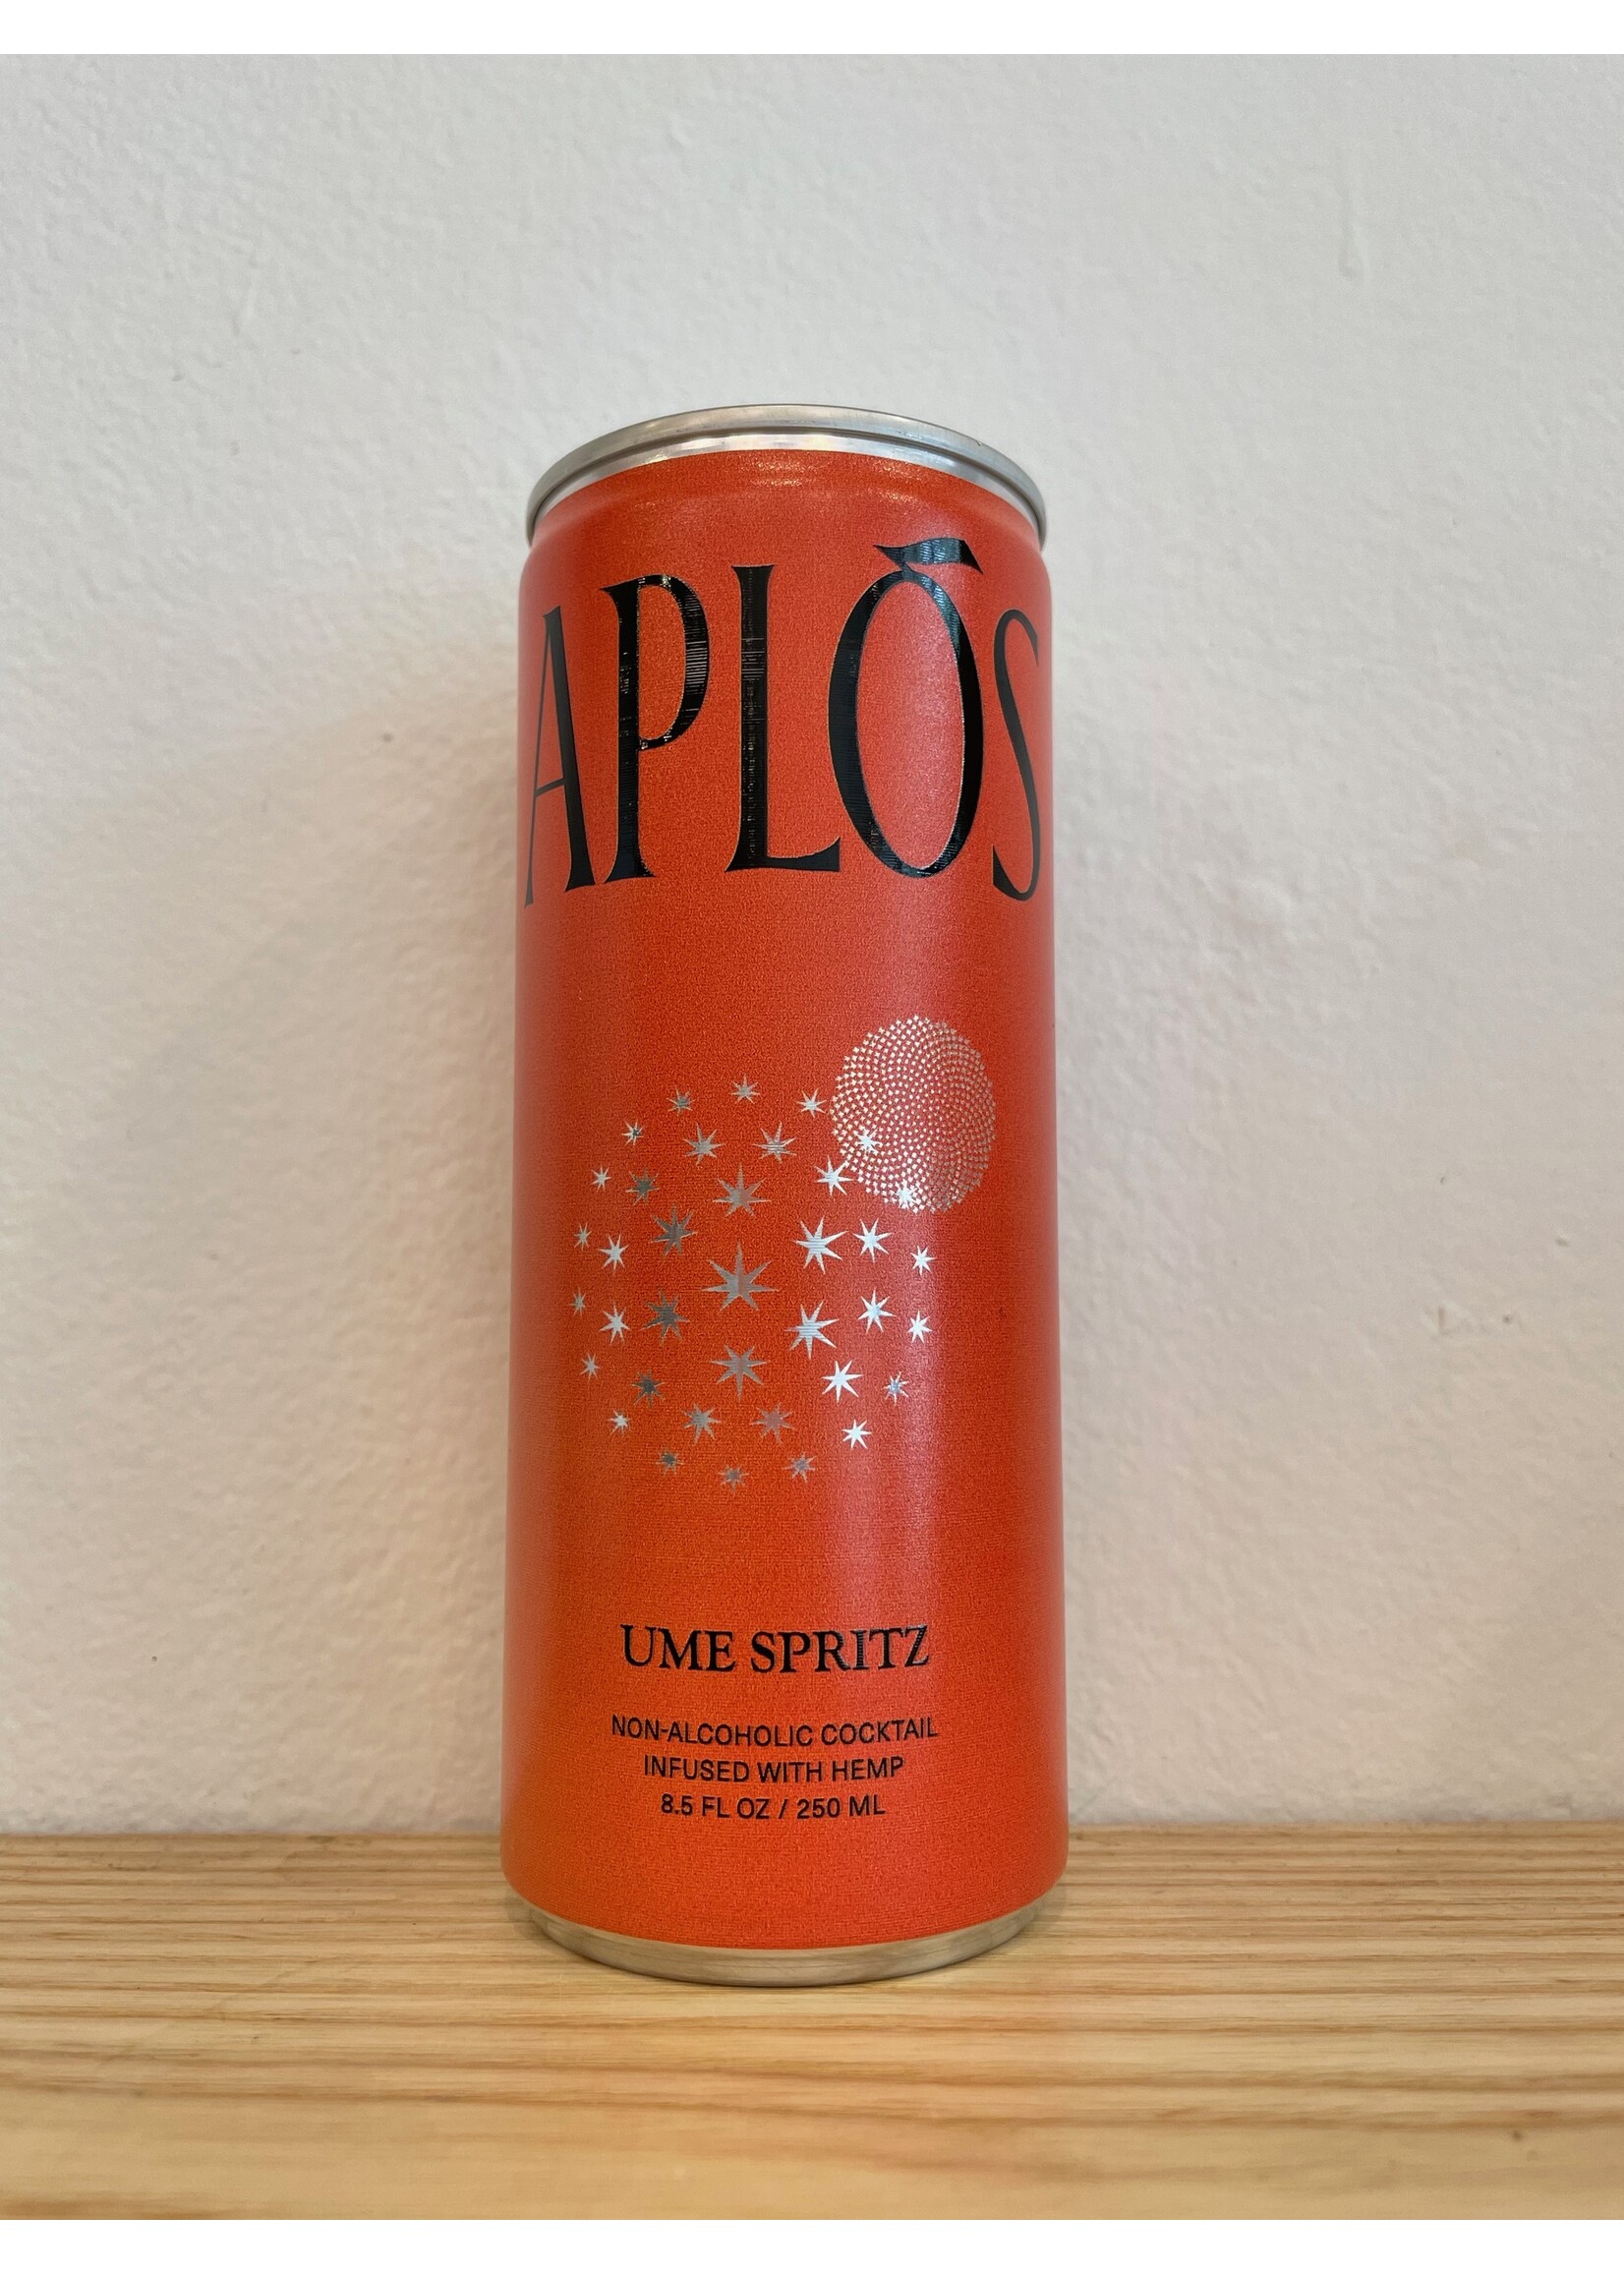 APLŌS
UME SPRITZ
NON-ALCOHOLIC COCKTAIL
INFUSED WITH HEMP
8.5 FL OZ / 250 ML